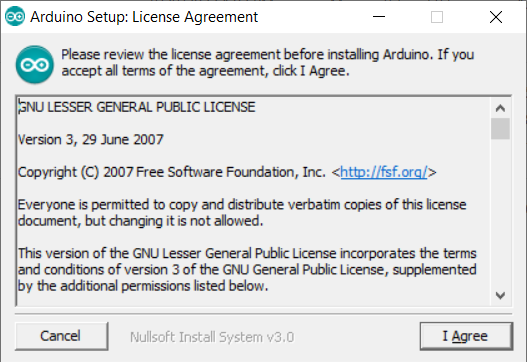 Arduino Setup: License Agreement
Please review the license agreement before installing Arduino. If you
accept all terms of the agreement, click I Agree.
GNU LESSER GENERAL PUBLIC LICENSE
Version 3, 29 June 2007
Copyright (C) 2007 Free Software Foundation, Inc. <http://fsf.org/>
Everyone is permitted to copy and distribute verbatim copies of this license
document, but changing it is not allowed.
This version of the GNU Lesser General Public License incorporates the terms
and conditions of version 3 of the GNU General Public License, supplemented
by the additional permissions listed below.
Cancel
Nullsoft Install System v3.0
I Agree